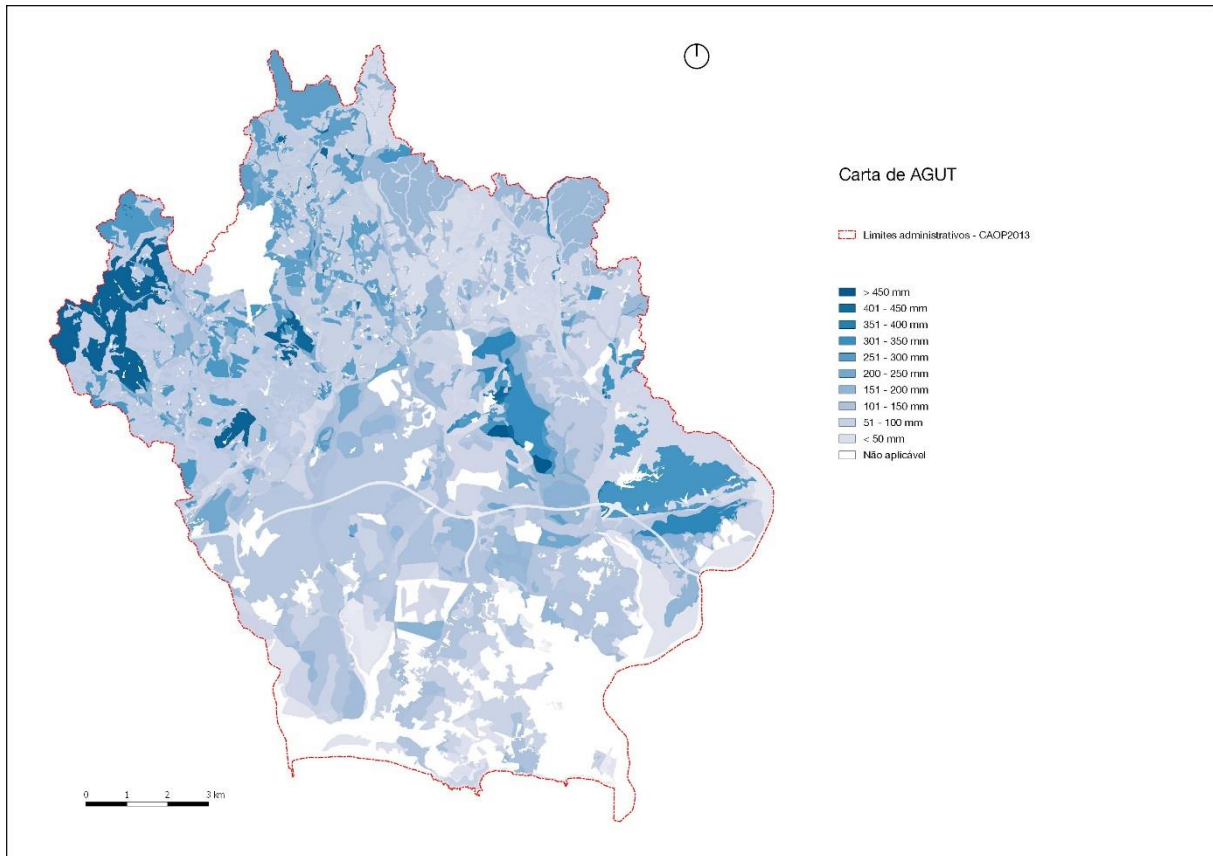 Carta de AGUT
Limites administrativos - CAOP2013
> 450 mm
401 - 450 mm
351 - 400 mm
301 - 350 mm
251 - 300 mm
200 - 250 mm
151 - 200 mm
101 - 150 mm
51 - 100 mm
< 50 mm
Não aplicável
0 1 2 3 km